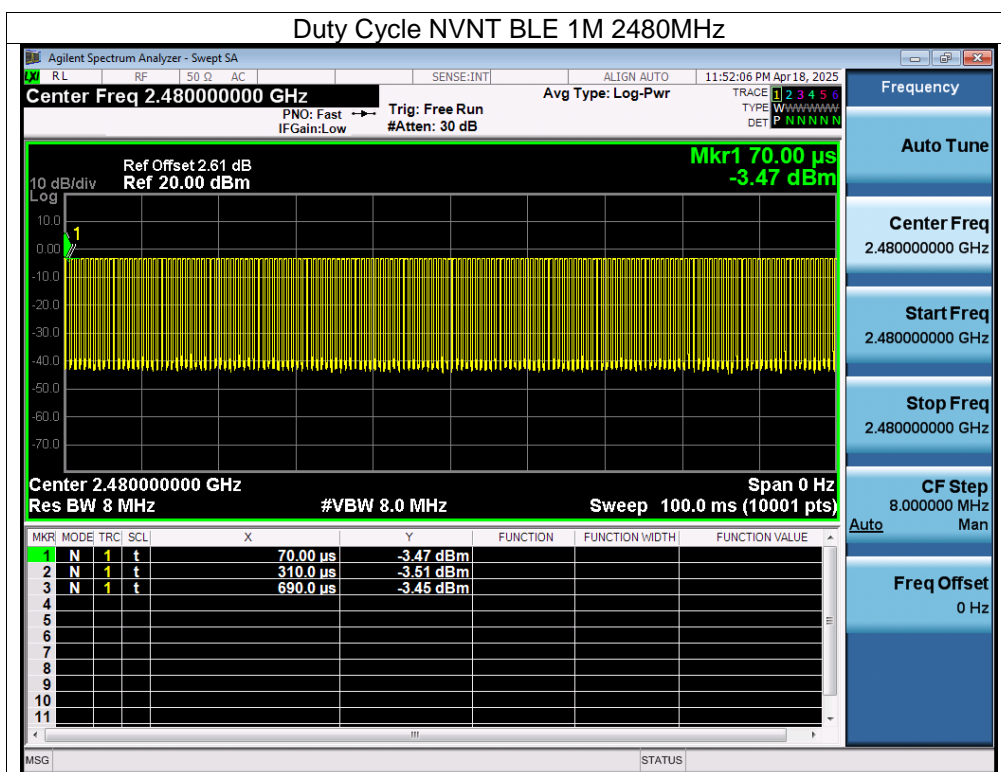 Duty Cycle NVNT BLE 1M 2480MHz
Agilent Spectrum Analyzer - Swept SA
LXI RL RF 50 Ω AC SENSE:INT ALIGN AUTO 11:52:06 PM Apr 18, 2025
Center Freq 2.480000000 GHz Avg Type: Log-Pwr TRACE 1 2 3 4 5 6
PNO: Fast Trig: Free Run TYPE WWWWWW
IFGain:Low #Atten: 30 dB DET P N N N N N
Ref Offset 2.61 dB Mkr1 70.00 µs
10 dB/div Ref 20.00 dBm -3.47 dBm
Log
10.0
1
0.00
-10.0
-20.0
-30.0
-40.0
-50.0
-60.0
-70.0
Center 2.480000000 GHz Span 0 Hz
Res BW 8 MHz #VBW 8.0 MHz Sweep 100.0 ms (10001 pts)
MKR MODE TRC SCL X Y FUNCTION FUNCTION WIDTH FUNCTION VALUE
1 N 1 t 70.00 µs -3.47 dBm
2 N 1 t 310.0 µs -3.51 dBm
3 N 1 t 690.0 µs -3.45 dBm
4
5
6
7
8
9
10
11
MSG STATUS
Frequency
Auto Tune
Center Freq
2.480000000 GHz
Start Freq
2.480000000 GHz
Stop Freq
2.480000000 GHz
CF Step
8.000000 MHz
Auto Man
Freq Offset
0 Hz